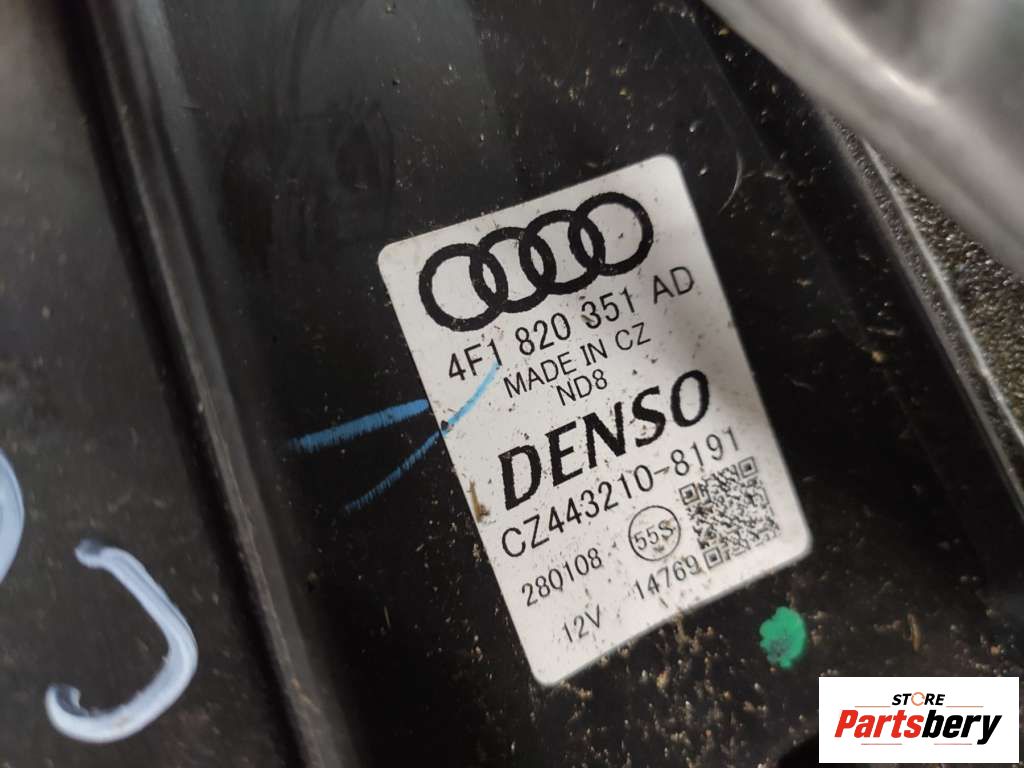 4F1 820 351 AD
MADE IN CZ
ND8
DENSO
CZ443210-8191
280108 55S
12V 14769
STORE
Partsbery